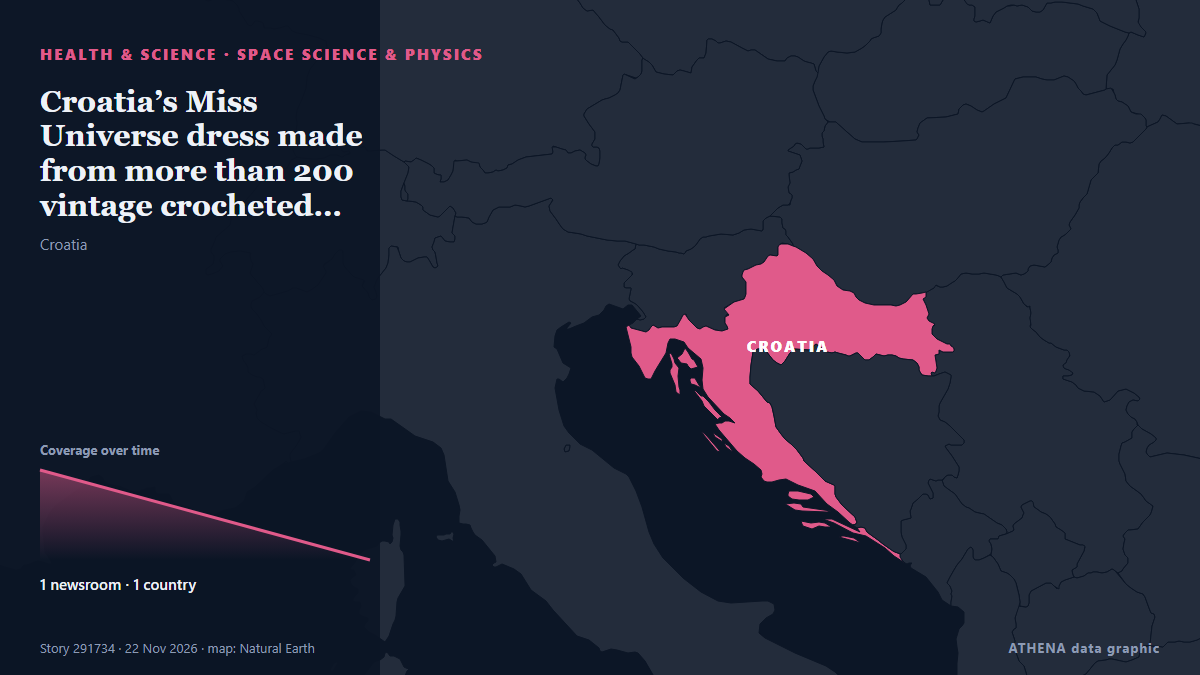 HEALTH & SCIENCE · SPACE SCIENCE & PHYSICS
Croatia’s Miss
Universe dress made
from more than 200
vintage crocheted…
Croatia
CROATIA
Coverage over time
1 newsroom · 1 country
Story 291734 · 22 Nov 2026 · map: Natural Earth
ATHENA data graphic